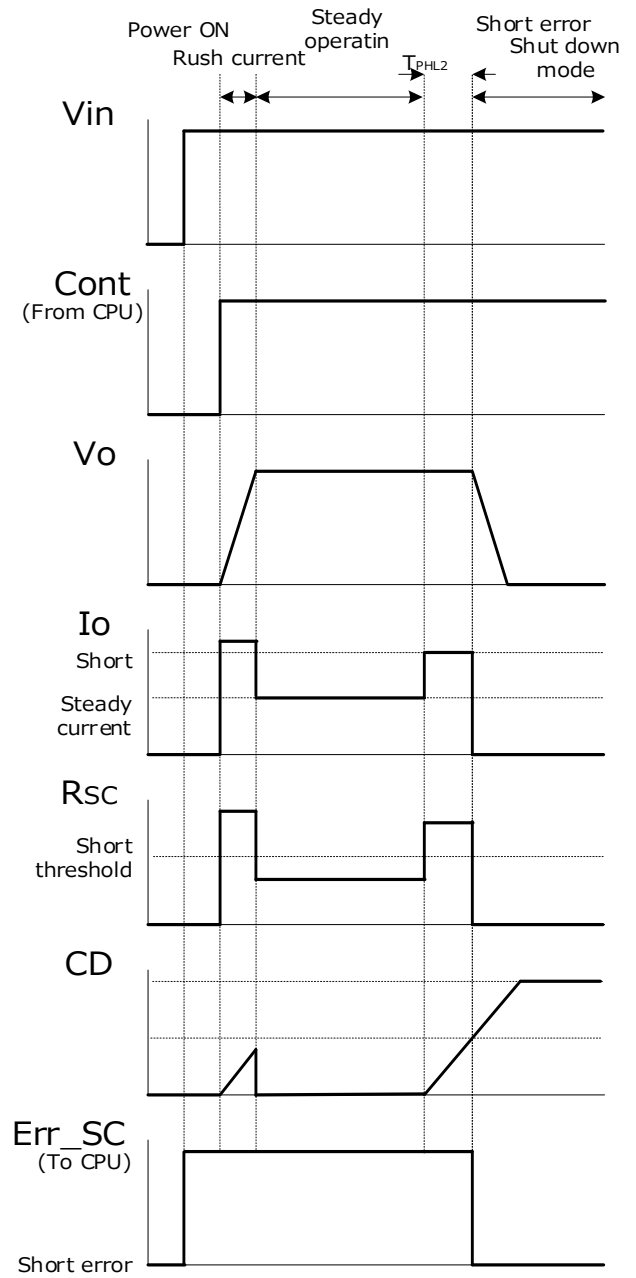 Steady
operatin
Power ON
Rush current
TPHL2
Short error
Shut down
mode
Vin
Cont
(From CPU)
Vo
Io
Short
Steady
current
RSC
Short
threshold
CD
Err_SC
(To CPU)
Short error